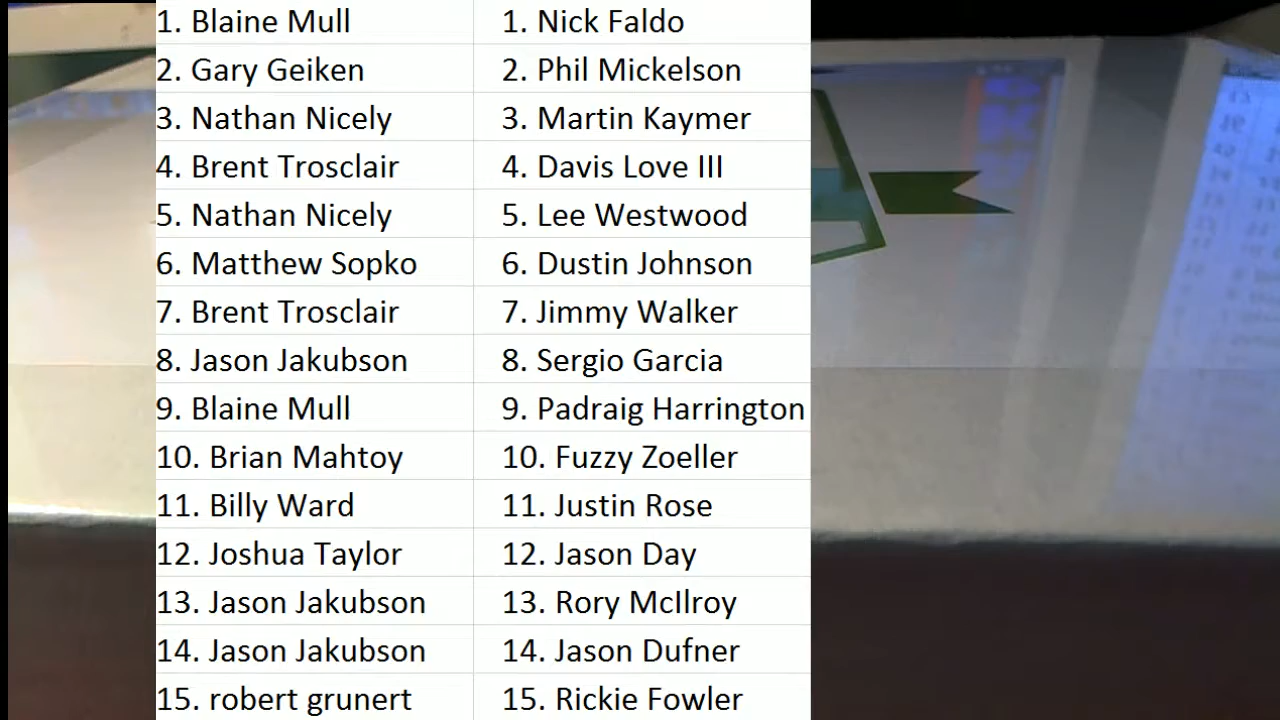 1. Blaine Mull 1. Nick Faldo
2. Gary Geiken 2. Phil Mickelson
3. Nathan Nicely 3. Martin Kaymer
4. Brent Trosclair 4. Davis Love III
5. Nathan Nicely 5. Lee Westwood
6. Matthew Sopko 6. Dustin Johnson
7. Brent Trosclair 7. Jimmy Walker
8. Jason Jakubson 8. Sergio Garcia
9. Blaine Mull 9. Padraig Harrington
10. Brian Mahtoy 10. Fuzzy Zoeller
11. Billy Ward 11. Justin Rose
12. Joshua Taylor 12. Jason Day
13. Jason Jakubson 13. Rory McIlroy
14. Jason Jakubson 14. Jason Dufner
15. robert grunert 15. Rickie Fowler